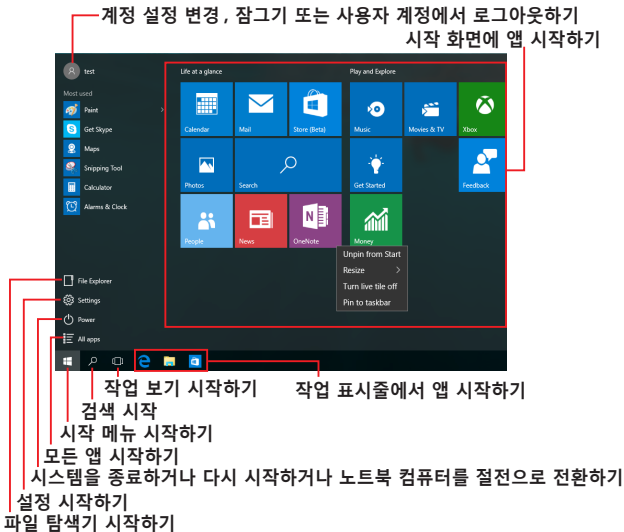 계정 설정 변경, 잠그기 또는 사용자 계정에서 로그아웃하기
시작 화면에 앱 시작하기
test
Life at a glance
Play and Explore
Most used
Paint
Get Skype
Maps
Snipping Tool
Calculator
Alarms & Clock
Calendar
Mail
Store (Beta)
Music
Movies & TV
Xbox
Photos
Search
Get Started
Feedback
People
News
OneNote
Money
Unpin from Start
Resize
Turn live tile off
Pin to taskbar
File Explorer
Settings
Power
All apps
작업 보기 시작하기
작업 표시줄에서 앱 시작하기
검색 시작
시작 메뉴 시작하기
모든 앱 시작하기
시스템을 종료하거나 다시 시작하거나 노트북 컴퓨터를 절전으로 전환하기
설정 시작하기
파일 탐색기 시작하기